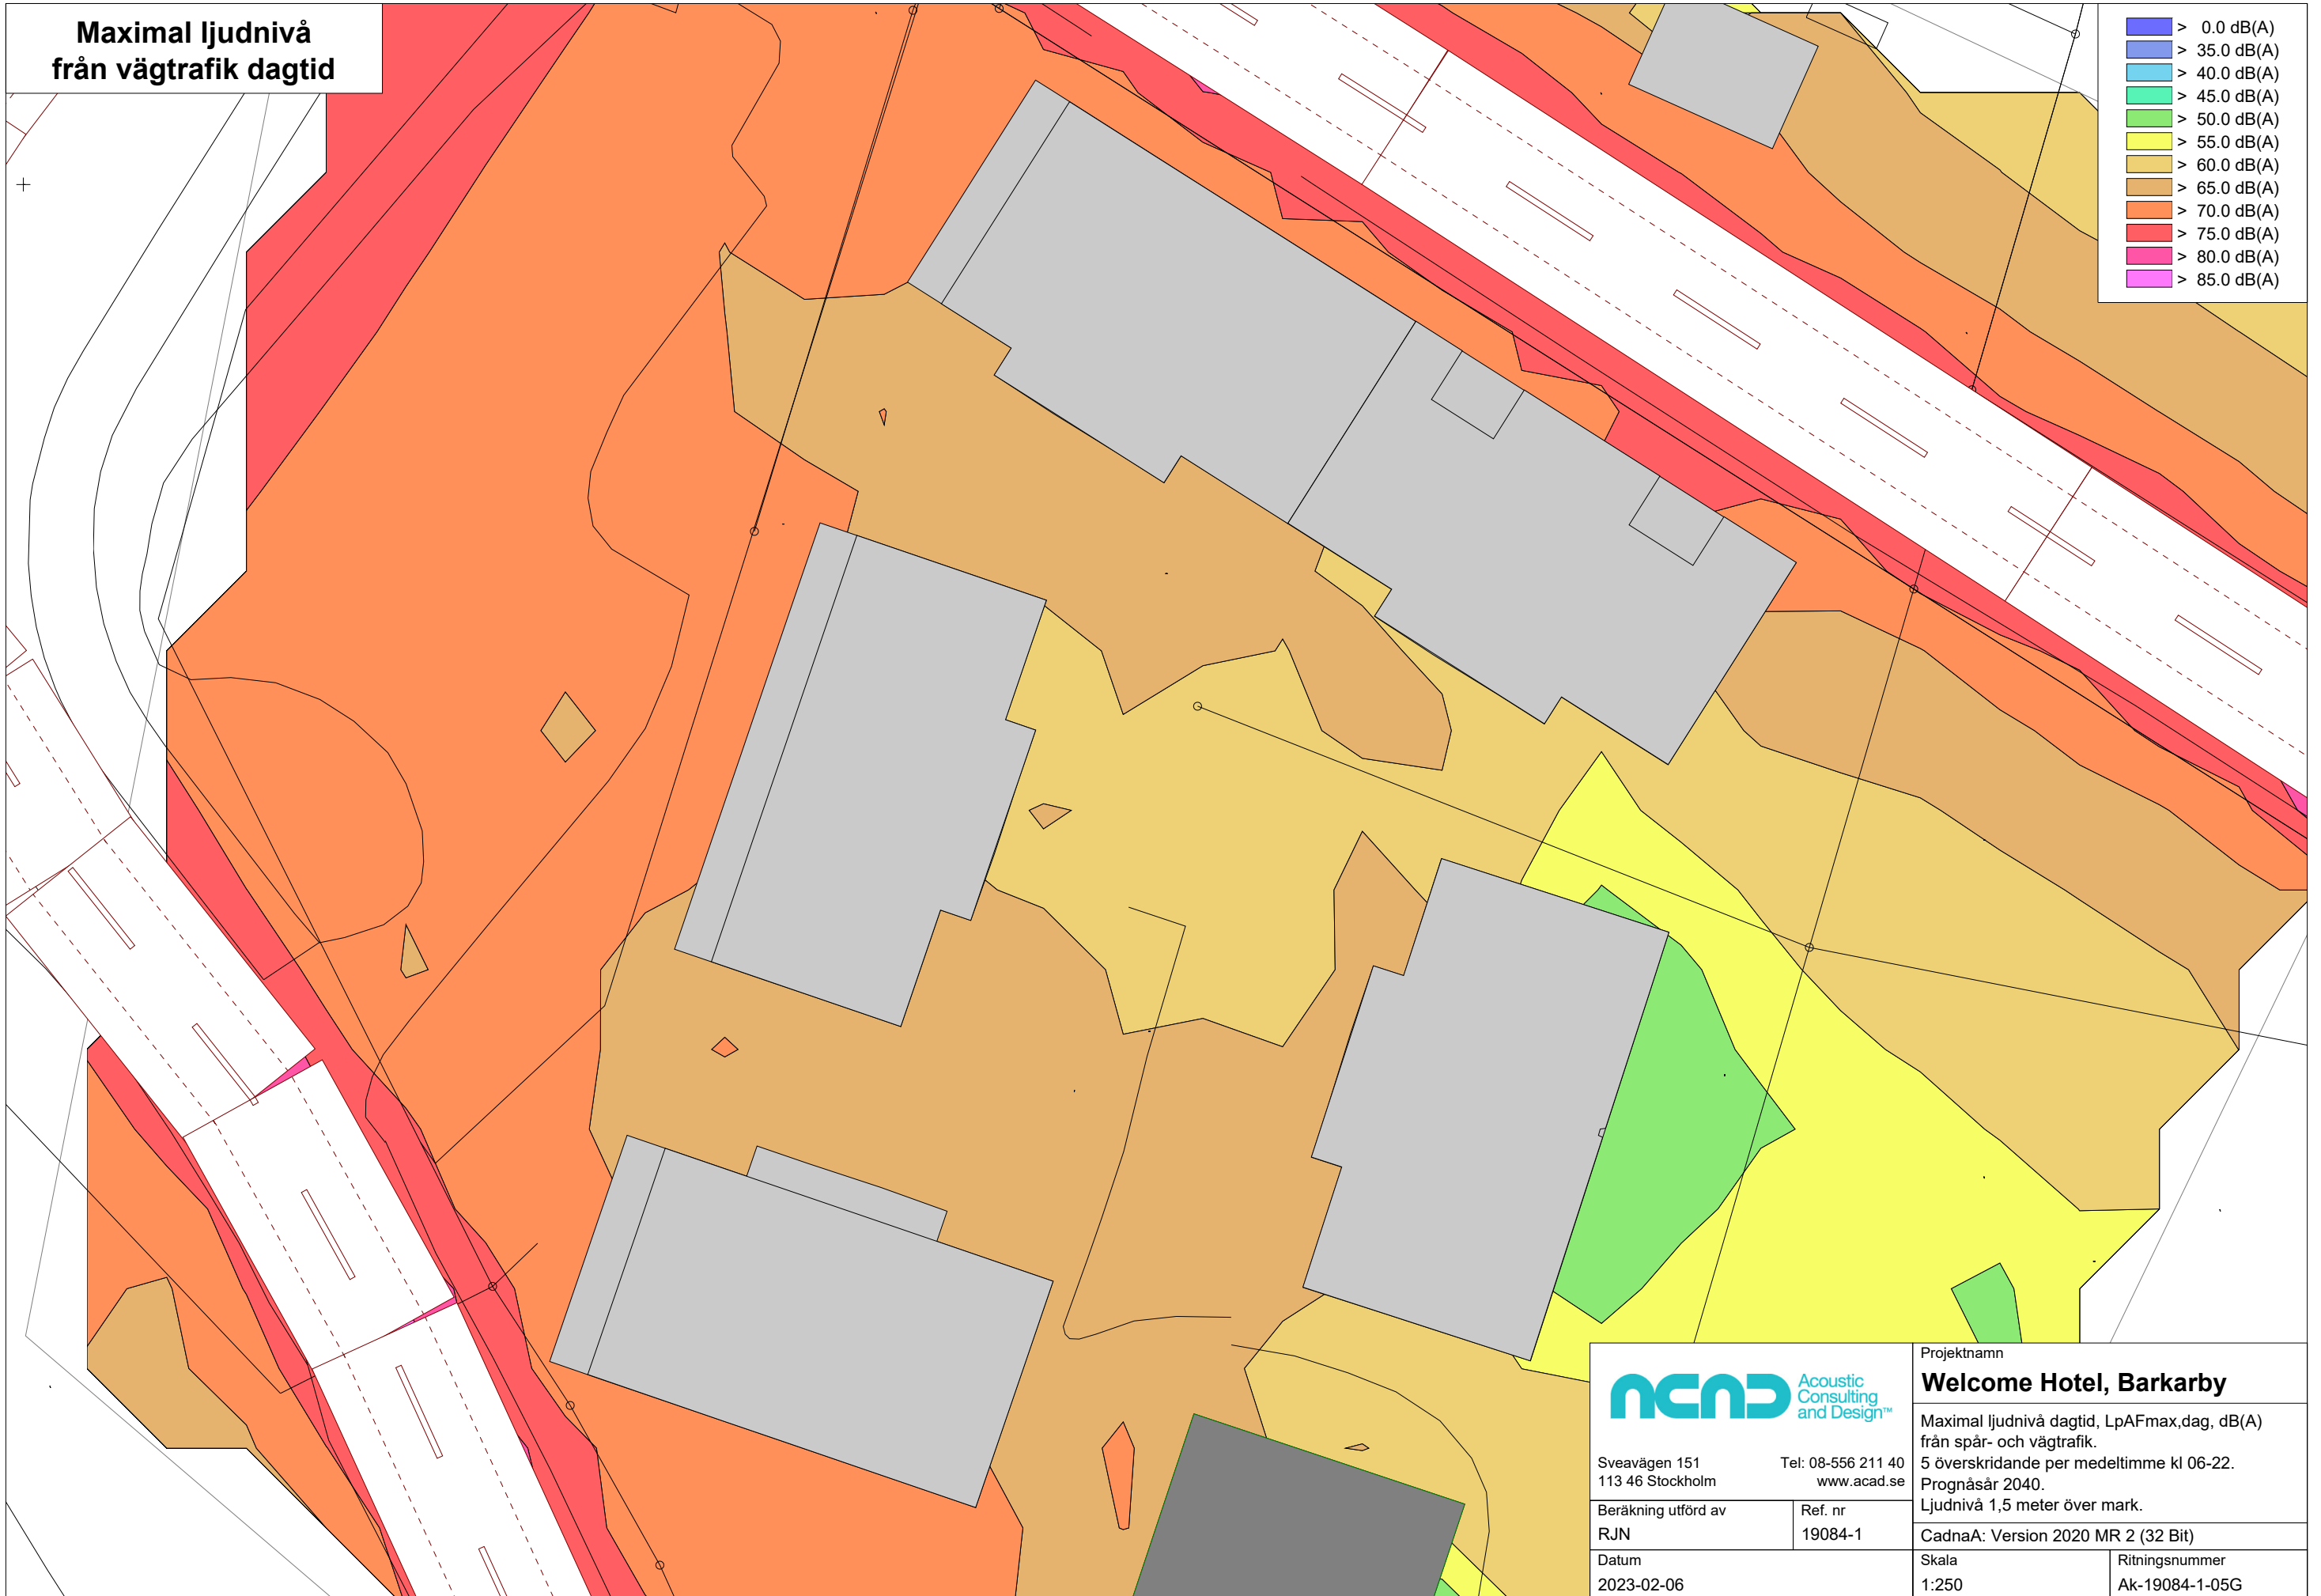 Maximal ljudnivå
från vägtrafik dagtid
> 0.0 dB(A)
> 35.0 dB(A)
> 40.0 dB(A)
> 45.0 dB(A)
> 50.0 dB(A)
> 55.0 dB(A)
> 60.0 dB(A)
> 65.0 dB(A)
> 70.0 dB(A)
> 75.0 dB(A)
> 80.0 dB(A)
> 85.0 dB(A)
ACAD
Acoustic
Consulting
and Design™
Sveavägen 151 Tel: 08-556 211 40
113 46 Stockholm www.acad.se
Beräkning utförd av
RJN
Ref. nr
19084-1
Datum
2023-02-06
Projektnamn
Welcome Hotel, Barkarby
Maximal ljudnivå dagtid, LpAFmax,dag, dB(A)
från spår- och vägtrafik.
5 överskridande per medeltimme kl 06-22.
Prognåsår 2040.
Ljudnivå 1,5 meter över mark.
CadnaA: Version 2020 MR 2 (32 Bit)
Skala
1:250
Ritningsnummer
Ak-19084-1-05G